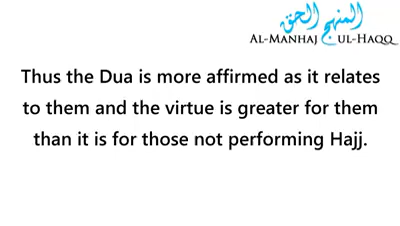 المنهج الحق
AL-MANHAJ UL-HAQQ
Thus the Dua is more affirmed as it relates
to them and the virtue is greater for them
than it is for those not performing Hajj.